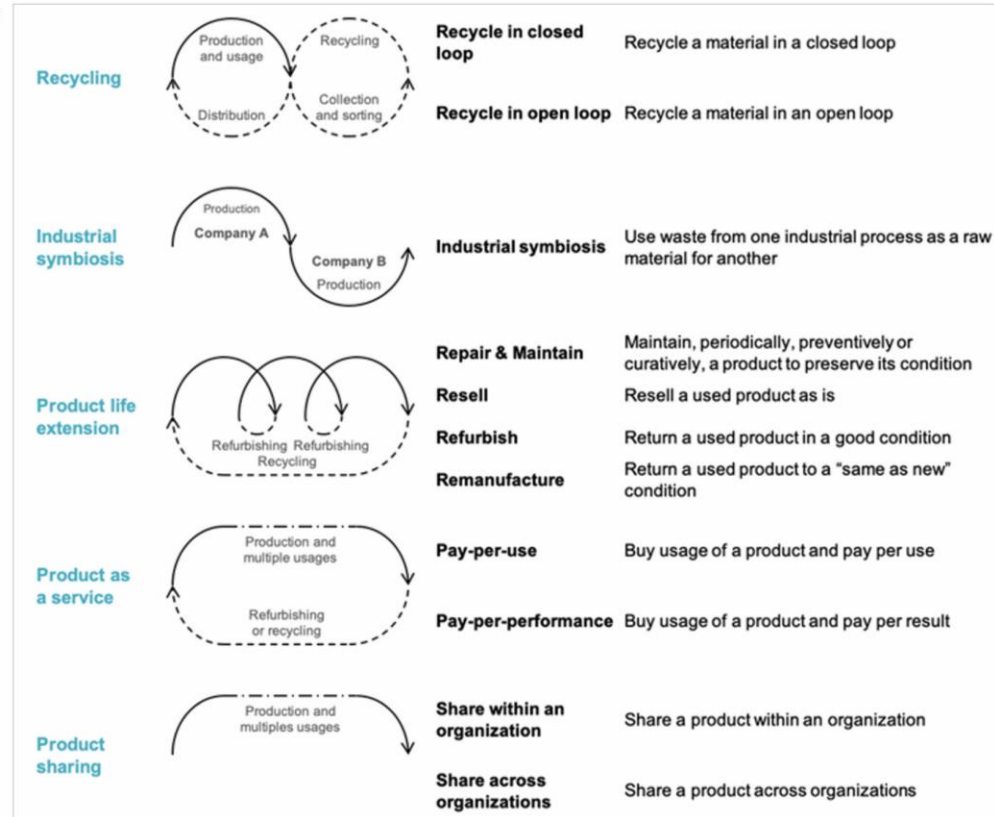 Recycling
Production
and usage
Recycling
Distribution
Collection
and sorting
Recycle in closed
loop
Recycle a material in a closed loop
Recycle in open loop
Recycle a material in an open loop
Industrial
symbiosis
Production
Company A
Company B
Production
Industrial symbiosis
Use waste from one industrial process as a raw
material for another
Product life
extension
Refurbishing Refurbishing
Recycling
Repair & Maintain
Maintain, periodically, preventively or
curatively, a product to preserve its condition
Resell
Resell a used product as is
Refurbish
Return a used product in a good condition
Remanufacture
Return a used product to a “same as new”
condition
Product as
a service
Production and
multiple usages
Refurbishing
or recycling
Pay-per-use
Buy usage of a product and pay per use
Pay-per-performance
Buy usage of a product and pay per result
Product
sharing
Production and
multiples usages
Share within an
organization
Share a product within an organization
Share across
organizations
Share a product across organizations